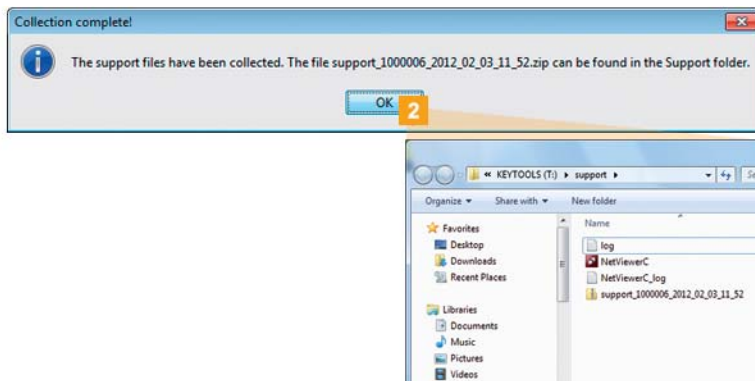 Collection complete!
The support files have been collected. The file support_1000006_2012_02_03_11_52.zip can be found in the Support folder.
OK
2
« KEYTOOLS (T:) ▸ support ▸
Organize Share with New folder
Favorites
Desktop
Downloads
Recent Places
Libraries
Documents
Music
Pictures
Videos
Name
log
NetViewerC
NetViewerC_log
support_1000006_2012_02_03_11_52